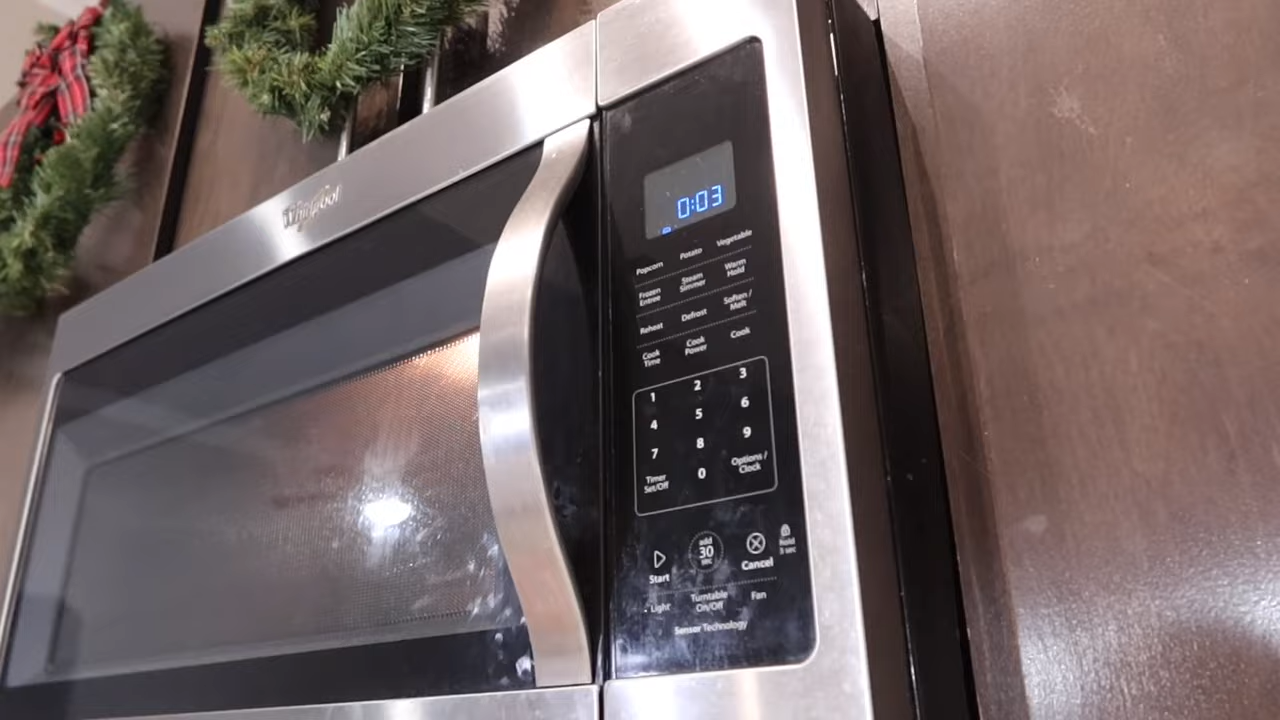 Whirlpool
0:03
Popcorn Potato Vegetable
Frozen Entree Steam Simmer Warm Hold
Reheat Defrost Soften / Melt
Cook Time Cook Power Cook
1 2 3
4 5 6
7 8 9
Timer Set/Off 0 Options / Clock
Start add 30 sec Cancel hold 3 sec
Light Turntable On/Off Fan
Sensor Technology